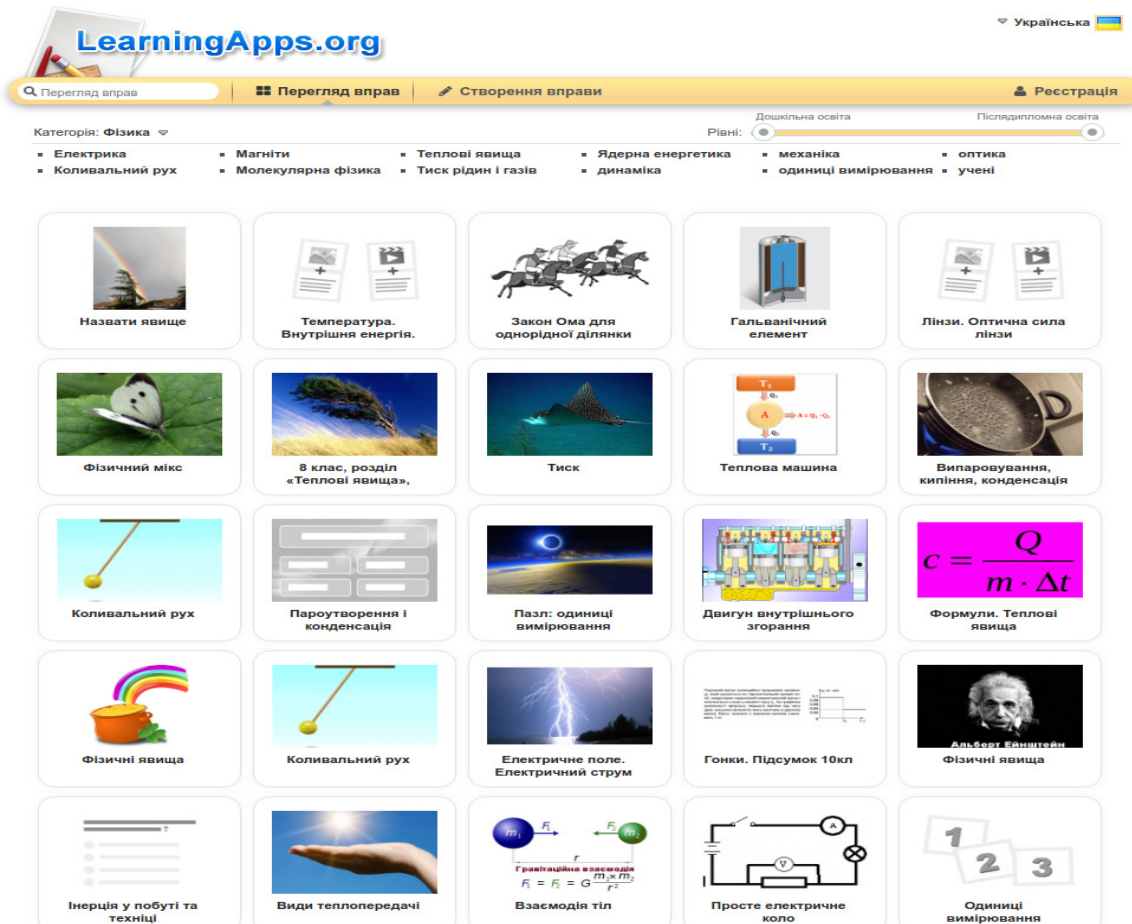 Українська
LearningApps.org
Перегляд вправ
Перегляд вправ
Створення вправи
Реєстрація
Дошкільна освіта
Післядипломна освіта
Категорія: Фізика
Рівні:
Електрика
Магніти
Теплові явища
Ядерна енергетика
механіка
оптика
Коливальний рух
Молекулярна фізика
Тиск рідин і газів
динаміка
одиниці вимірювання
учені
Назвати явище
Температура.
Внутрішня енергія.
Закон Ома для
однорідної ділянки
Гальванічний
елемент
Лінзи. Оптична сила
лінзи
Фізичний мікс
8 клас, розділ
«Теплові явища»,
Тиск
T₁
Q₁
A
A = Q₁ -Q₂
Q₂
T₂
Теплова машина
Випаровування,
кипіння, конденсація
Коливальний рух
Пароутворення і
конденсація
Пазл: одиниці
вимірювання
Двигун внутрішнього
згорання
c = Q / m · Δt
Формули. Теплові
явища
Фізичні явища
Коливальний рух
Електричне поле.
Електричний струм
Гонки. Підсумок 10кл
Альберт Ейнштейн
Фізичні явища
?
Інерція у побуті та
техніці
Види теплопередачі
m₁ F₁ F₂ m₂
r
Гравітаційна взаємодія
F₁ = F₂ = G m₁×m₂ / r²
Взаємодія тіл
A
V
Просте електричне
коло
1
2
3
Одиниці
вимірювання